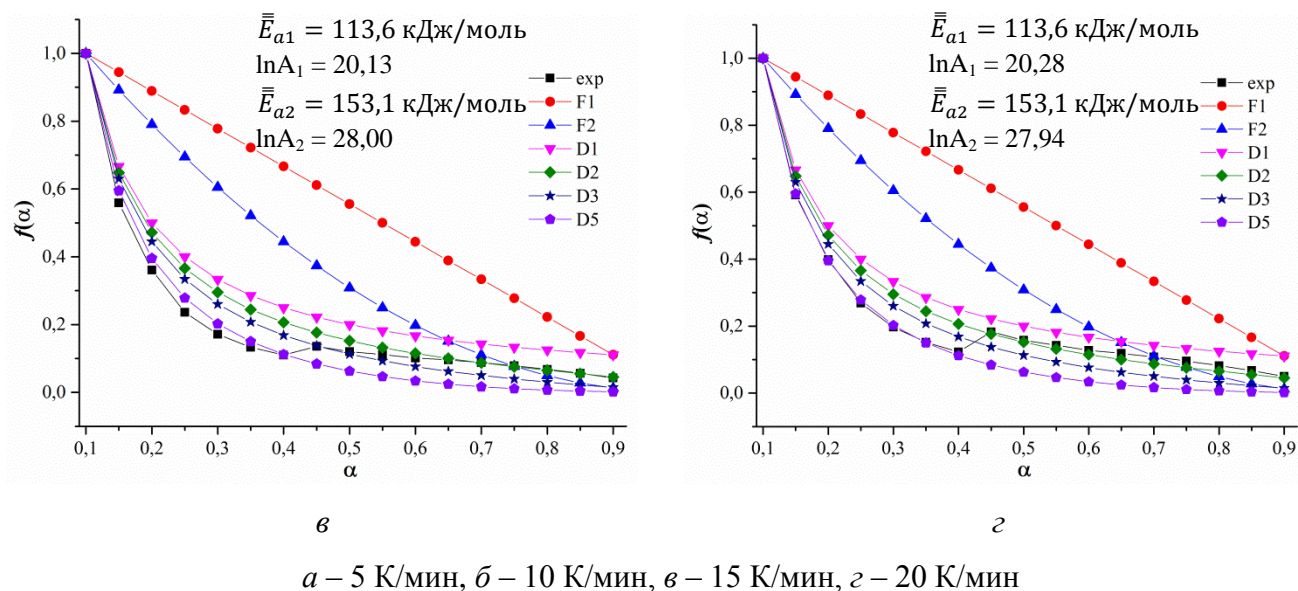 E̿a1 = 113,6 кДж/моль
lnA1 = 20,13
E̿a2 = 153,1 кДж/моль
lnA2 = 28,00
exp
F1
F2
D1
D2
D3
D5
f(α)
1,0
0,8
0,6
0,4
0,2
0,0
0,1 0,2 0,3 0,4 0,5 0,6 0,7 0,8 0,9
α
в
E̿a1 = 113,6 кДж/моль
lnA1 = 20,28
E̿a2 = 153,1 кДж/моль
lnA2 = 27,94
exp
F1
F2
D1
D2
D3
D5
f(α)
1,0
0,8
0,6
0,4
0,2
0,0
0,1 0,2 0,3 0,4 0,5 0,6 0,7 0,8 0,9
α
г
а – 5 К/мин, б – 10 К/мин, в – 15 К/мин, г – 20 К/мин